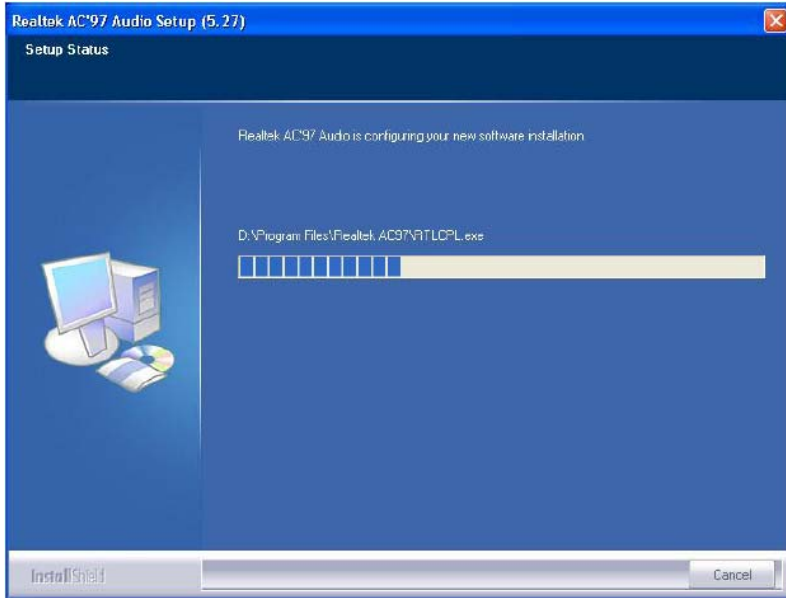 Realtek AC'97 Audio Setup (5.27)
Setup Status
Realtek AC'97 Audio is configuring your new software installation.
D:\Program Files\Realtek AC97\RTLCPL.exe
InstallShield
Cancel